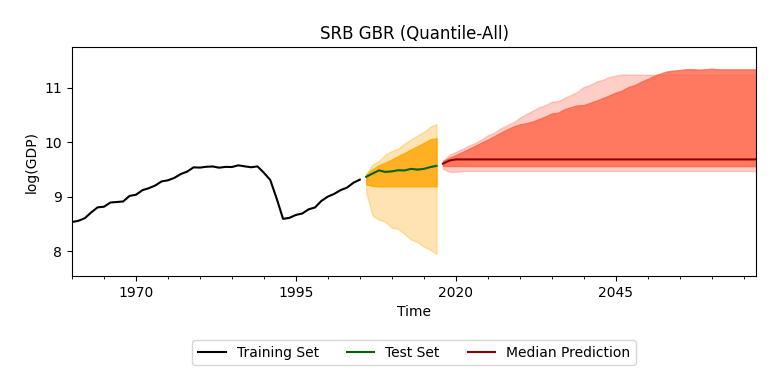 SRB GBR (Quantile-All)
log(GDP)
11
10
9
8
1970 1995 2020 2045
Time
Training Set Test Set Median Prediction